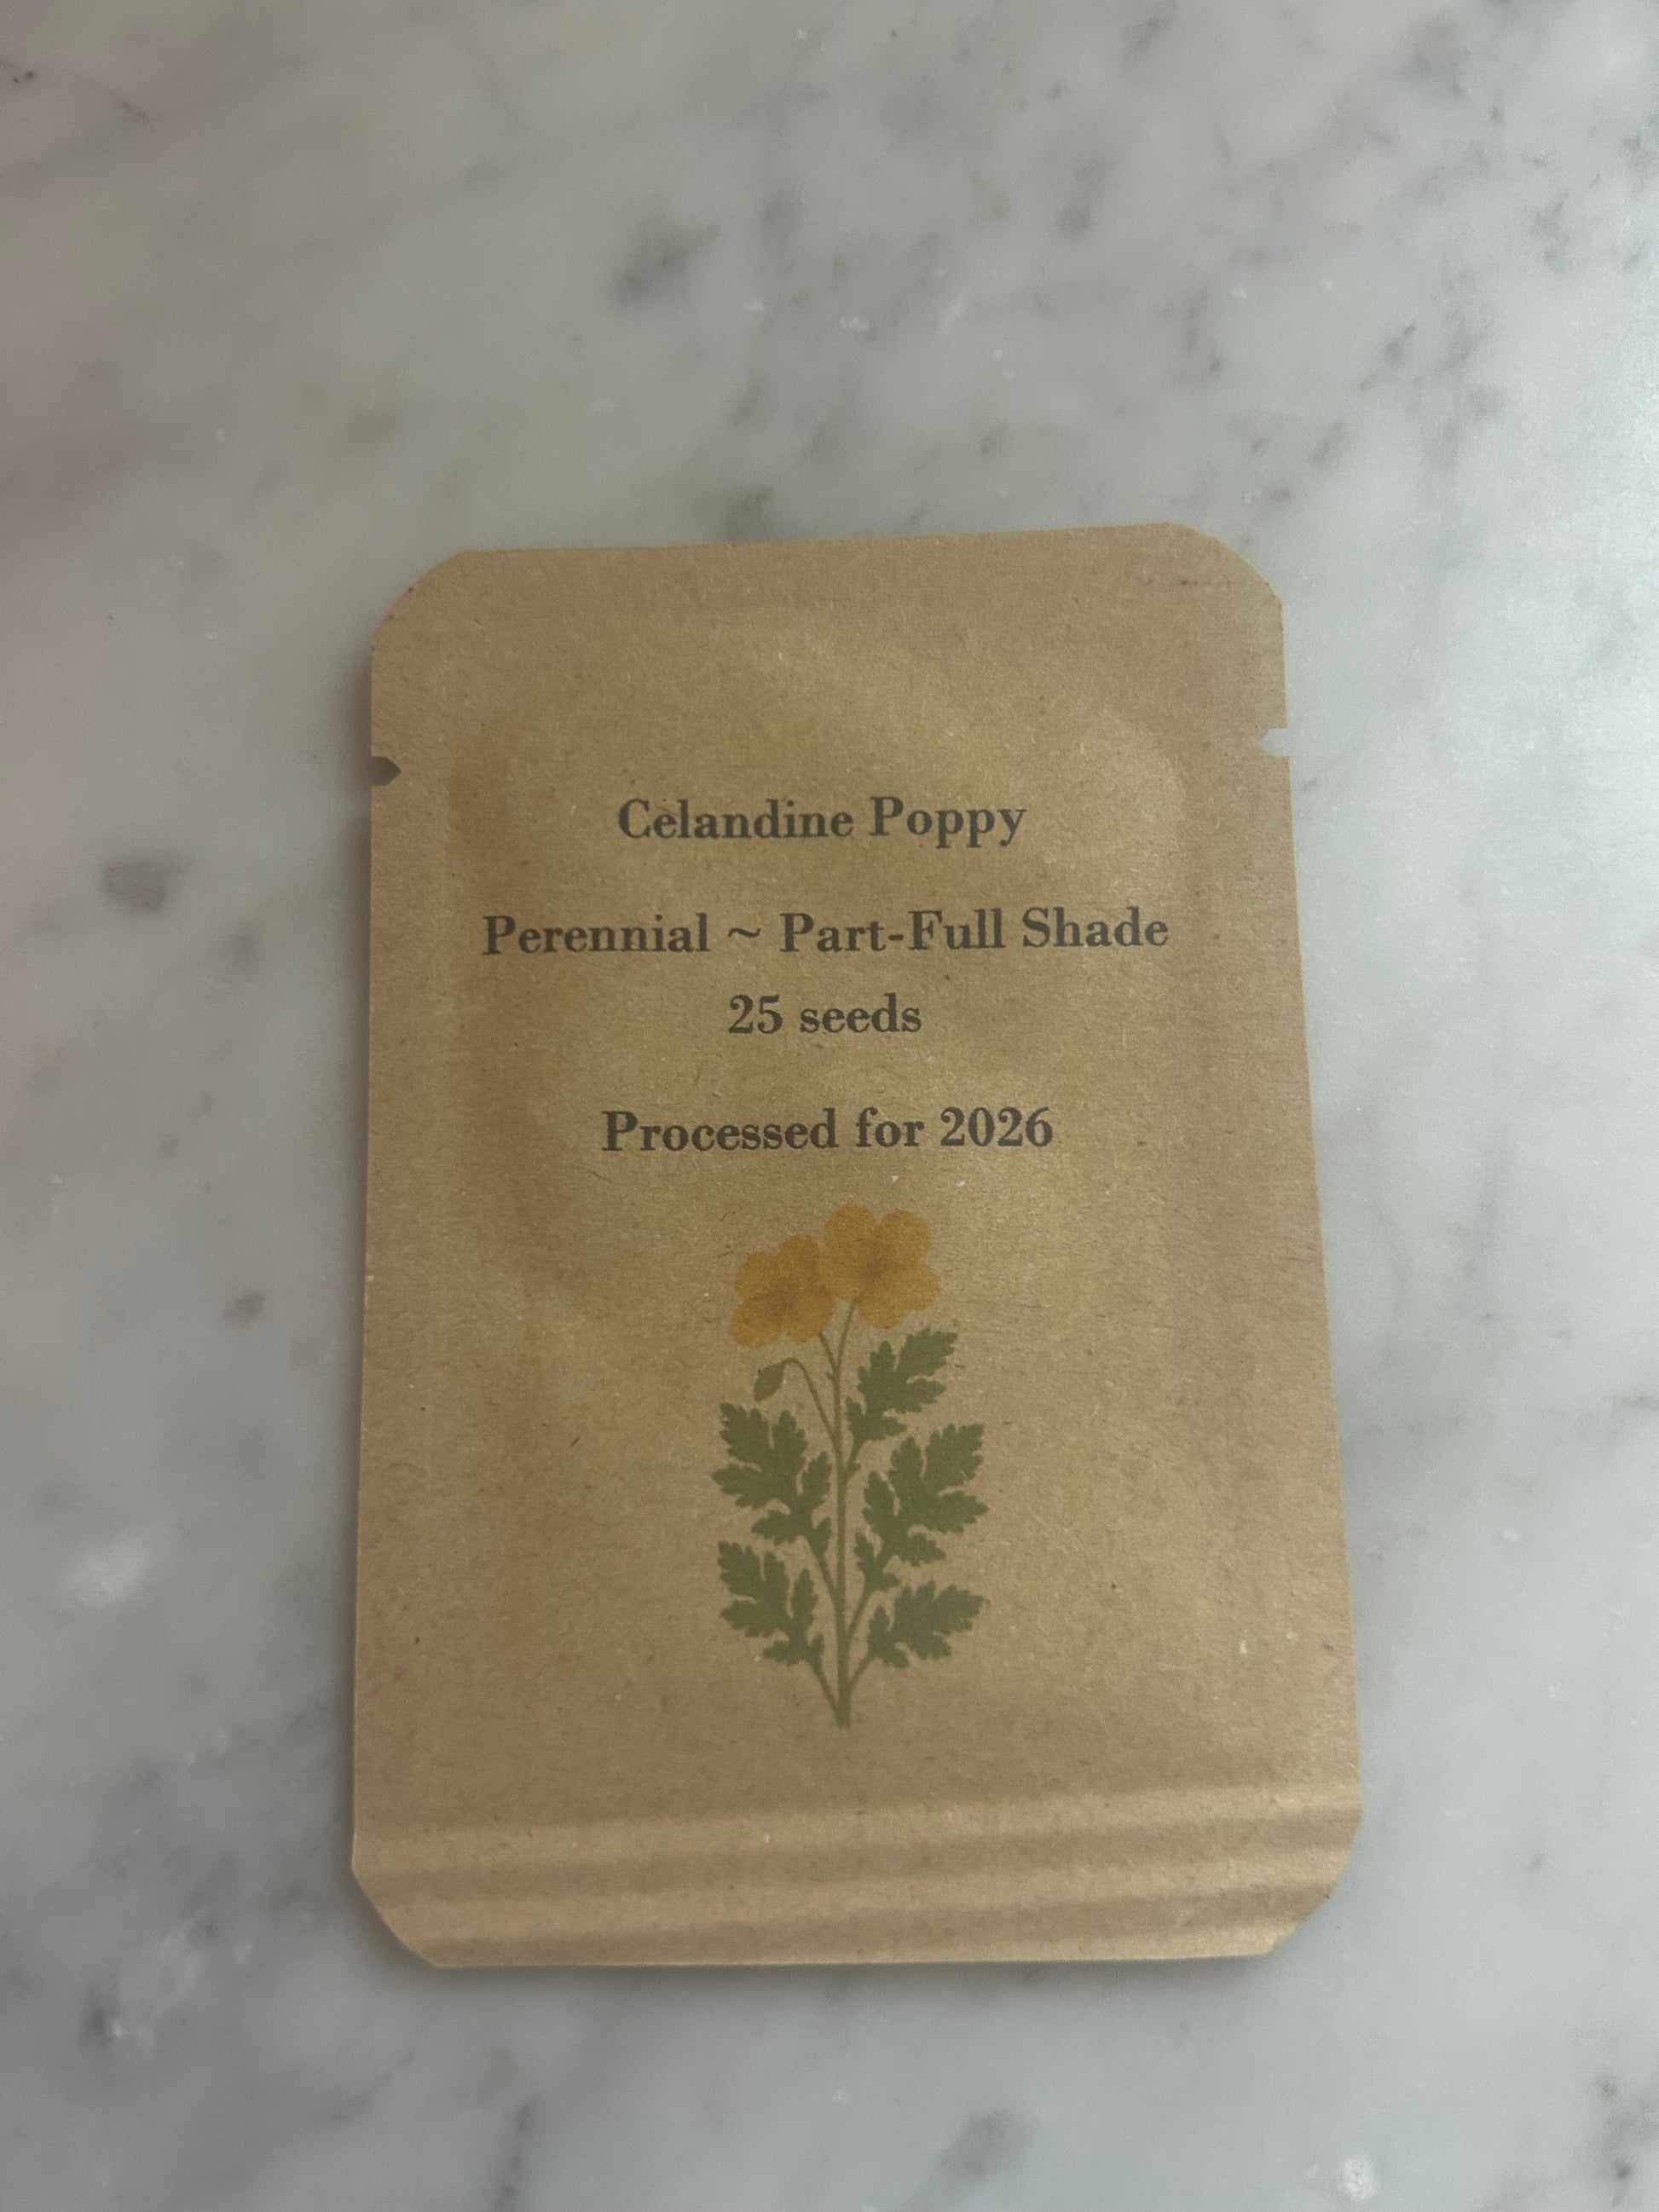 Celandine Poppy
Perennial ~ Part-Full Shade
25 seeds
Processed for 2026